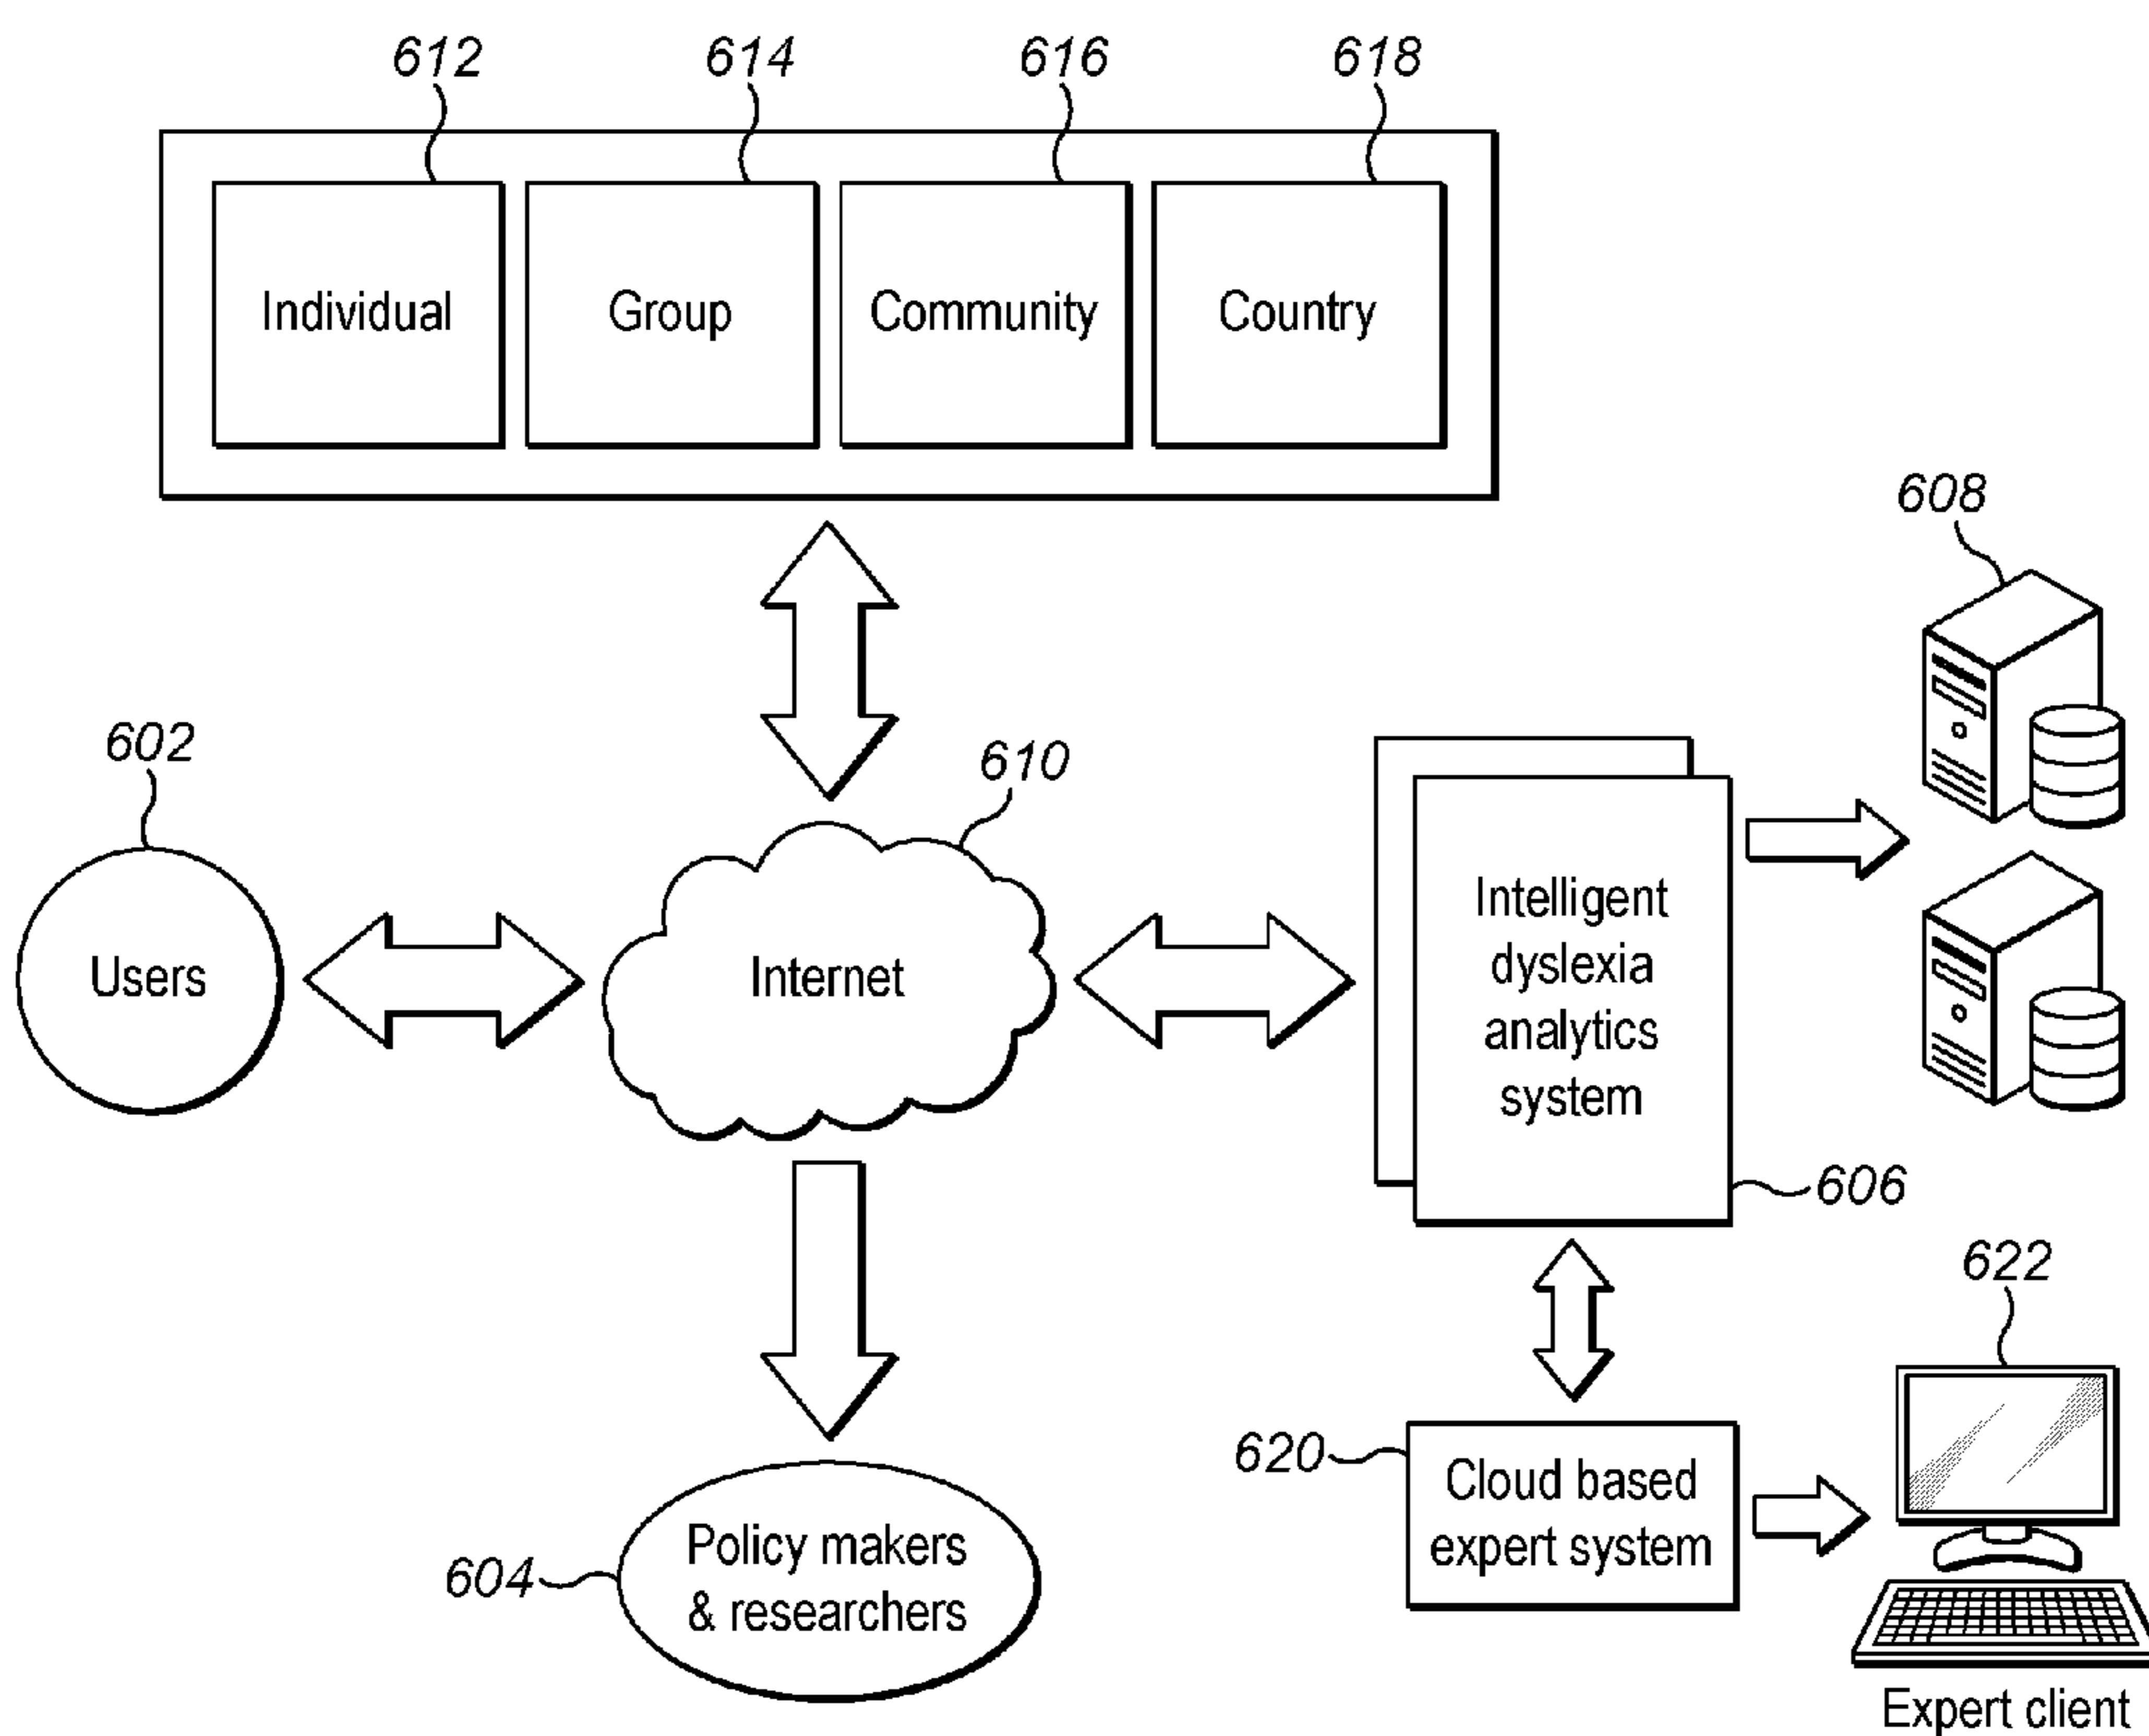 612
614
616
618
Individual
Group
Community
Country
608
602
610
Users
Internet
Intelligent
dyslexia
analytics
system
606
622
620
Cloud based
expert system
604
Policy makers
& researchers
Expert client